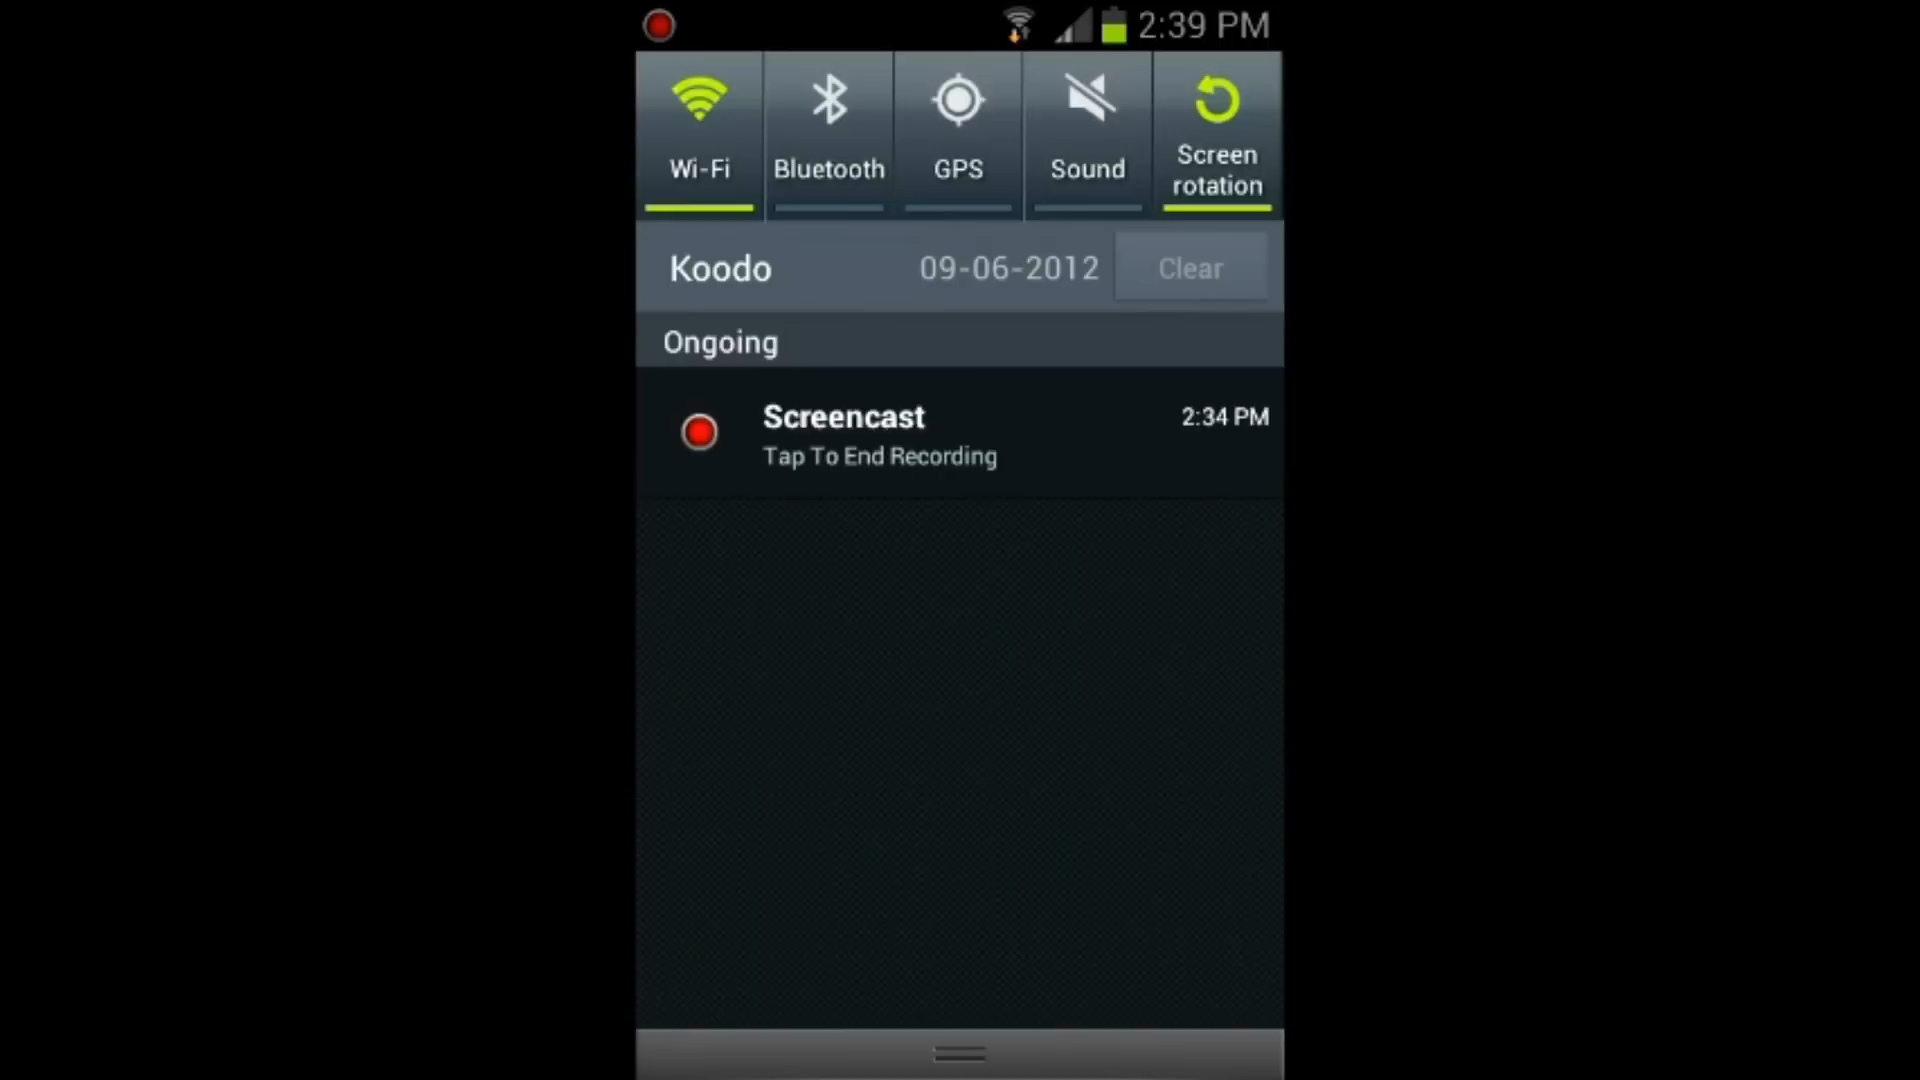 2:39 PM
Wi-Fi
Bluetooth
GPS
Sound
Screen
rotation
Koodo
09-06-2012
Clear
Ongoing
Screencast
2:34 PM
Tap To End Recording